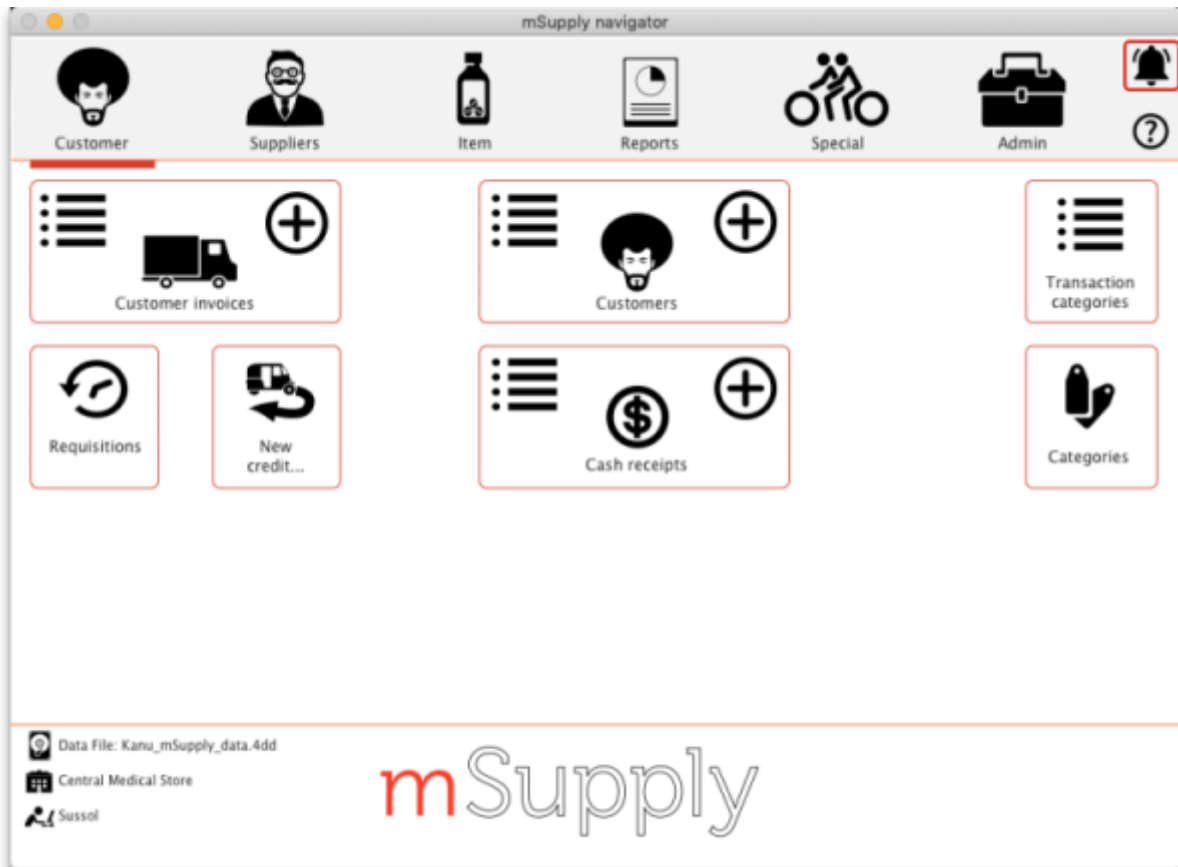 mSupply navigator
Customer
Suppliers
Item
Reports
Special
Admin
Customer invoices
Customers
Transaction
categories
Requisitions
New
credit...
Cash receipts
Categories
Data File: Kanu_mSupply_data.4dd
Central Medical Store
Sussol
mSupply